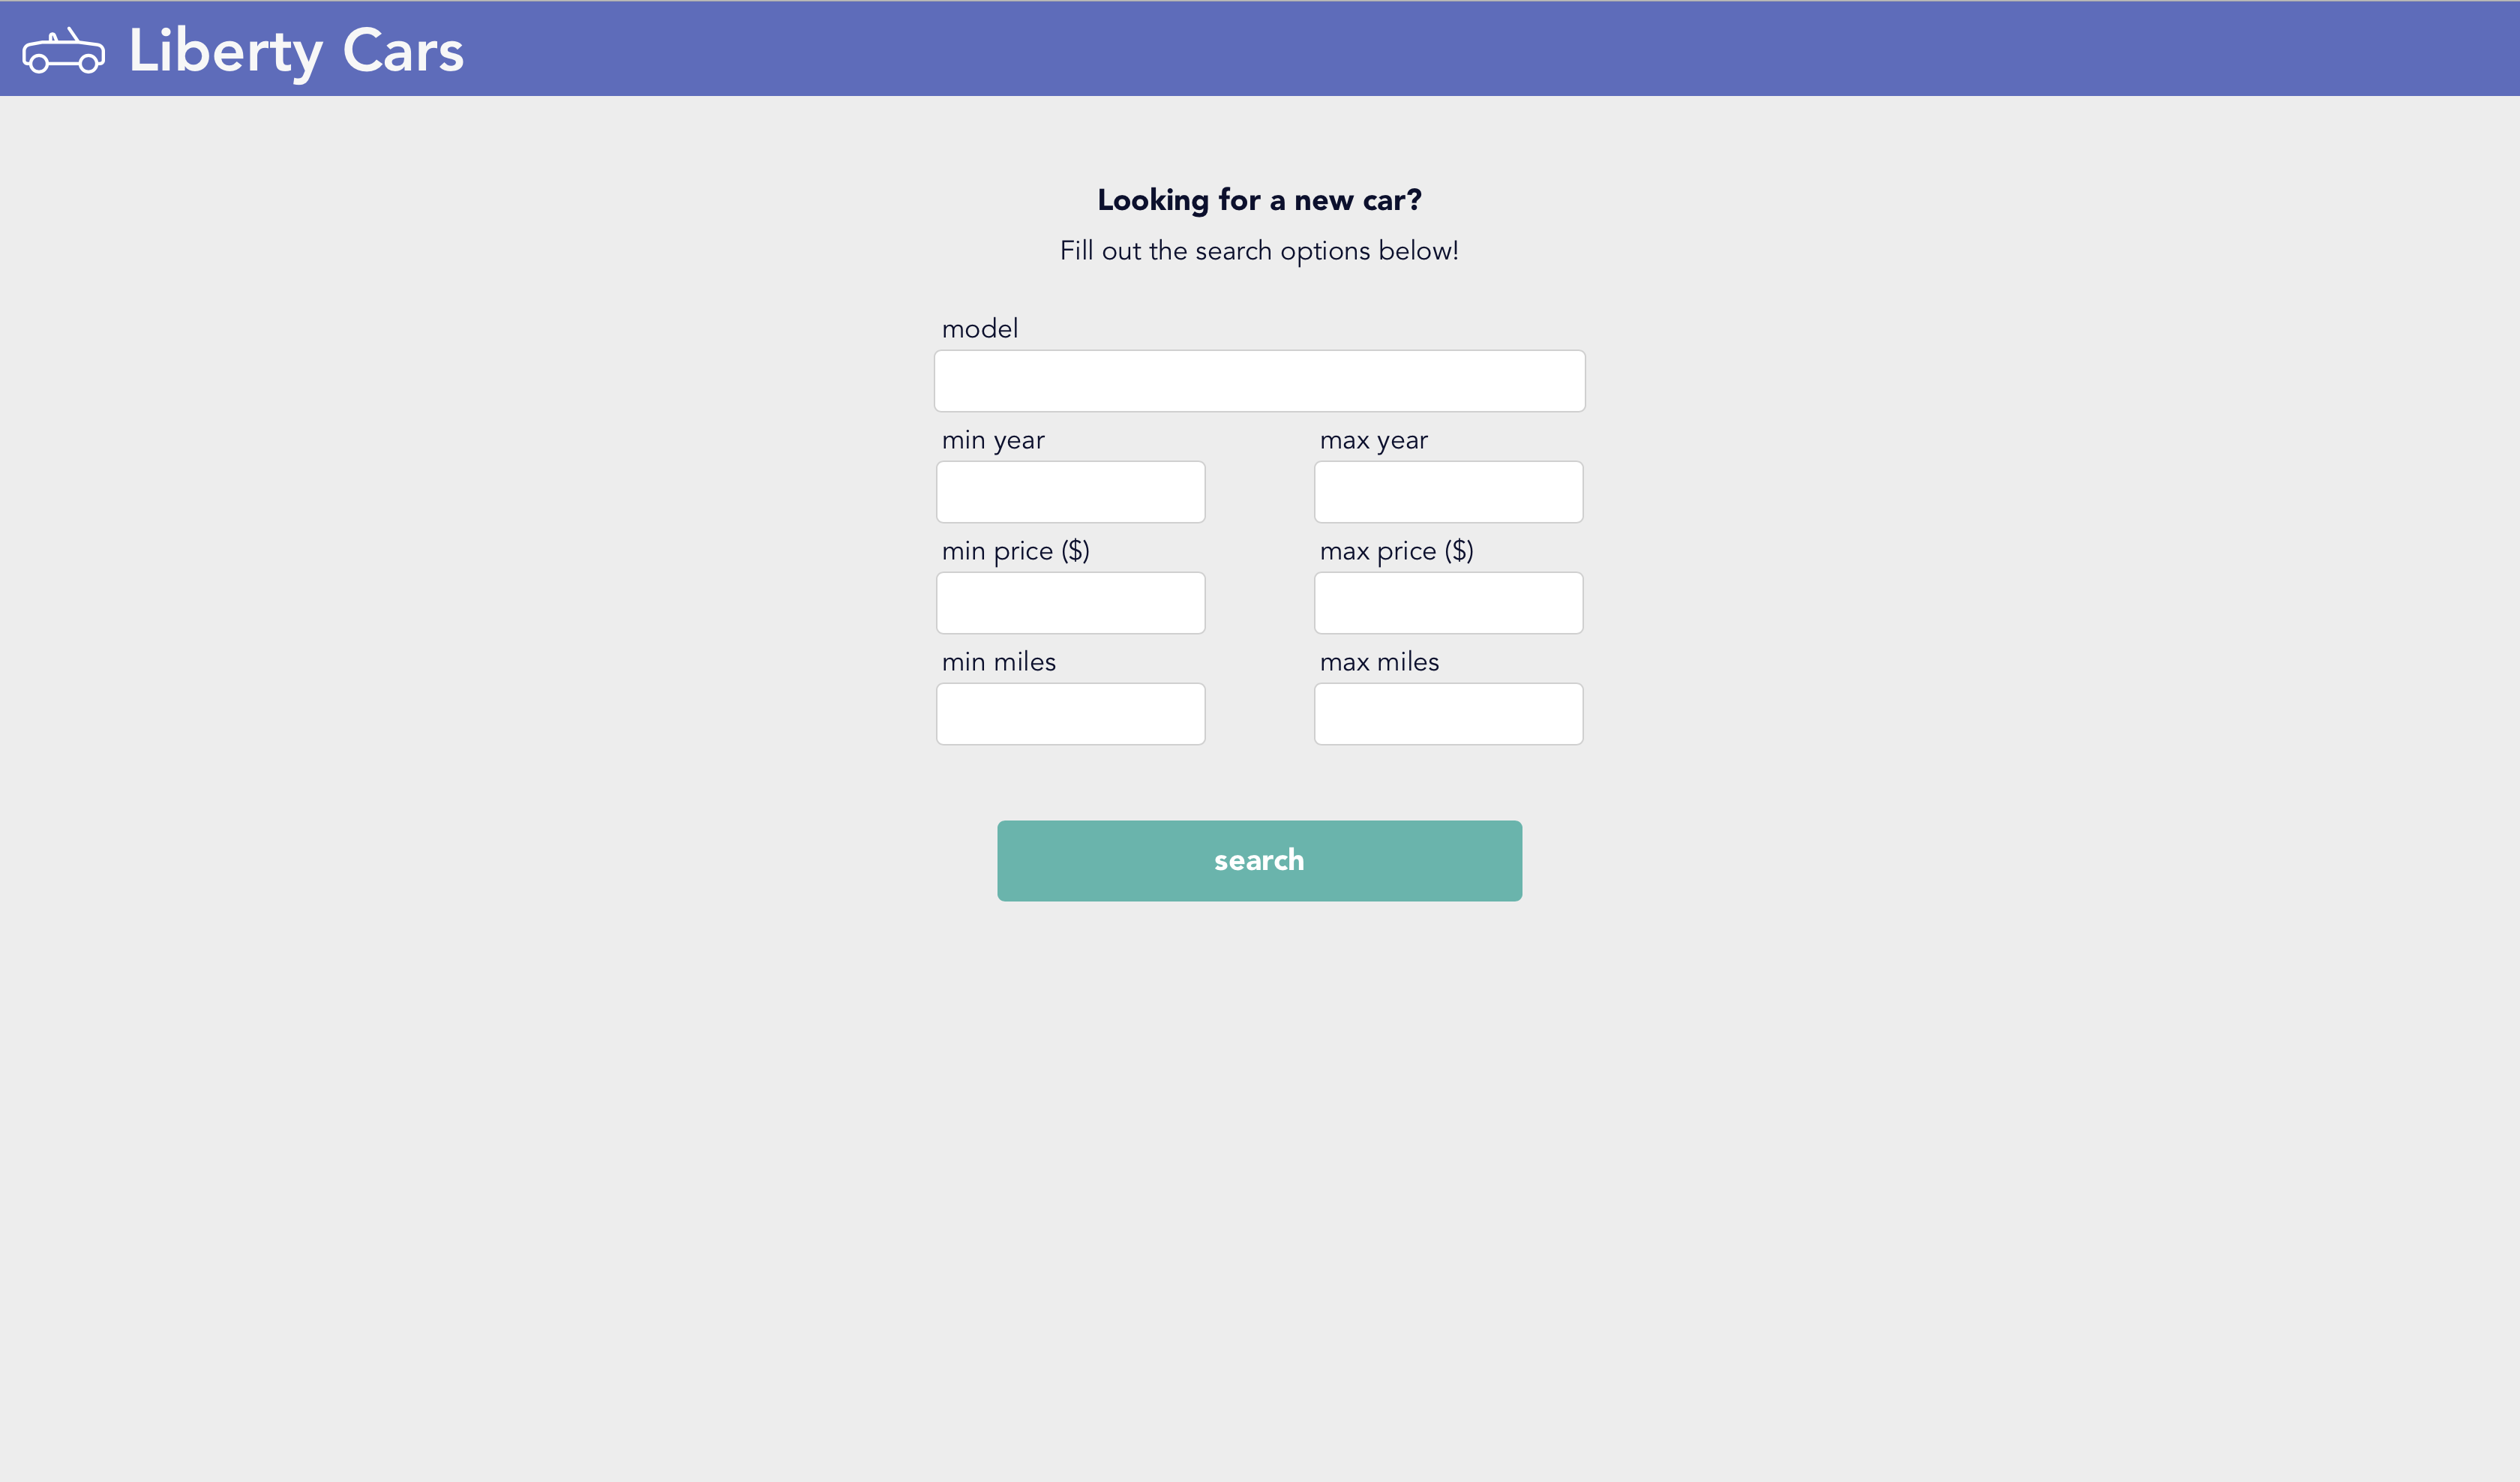 Liberty Cars
Looking for a new car?
Fill out the search options below!
model
min year
max year
min price ($)
max price ($)
min miles
max miles
search